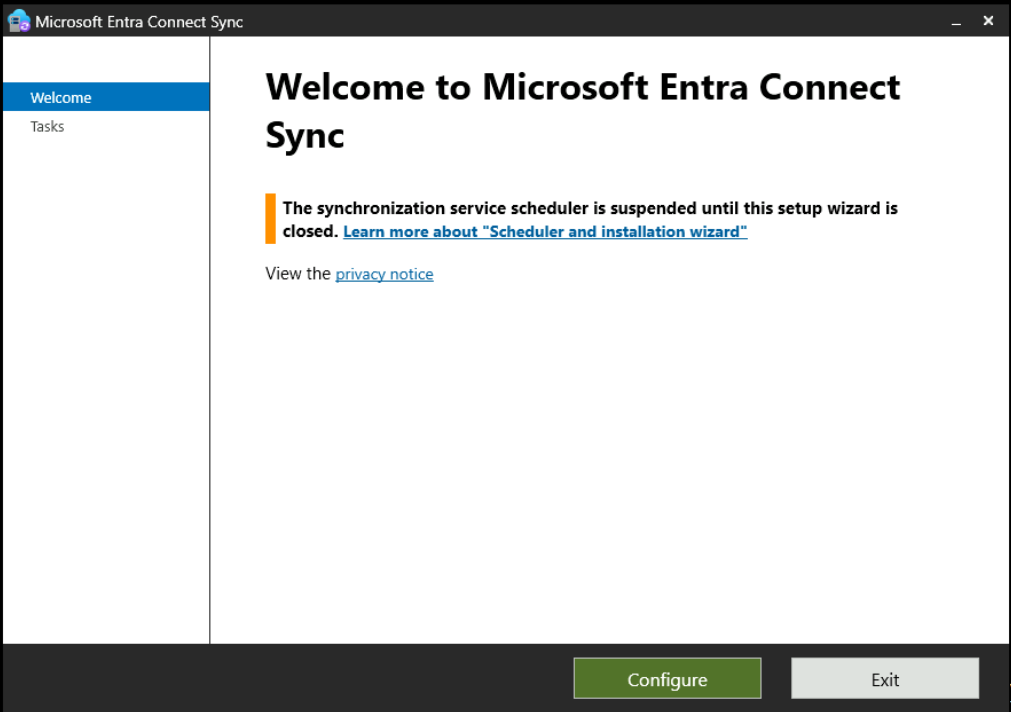 Microsoft Entra Connect Sync
Welcome
Tasks
Welcome to Microsoft Entra Connect
Sync
The synchronization service scheduler is suspended until this setup wizard is
closed. Learn more about "Scheduler and installation wizard"
View the privacy notice
Configure
Exit